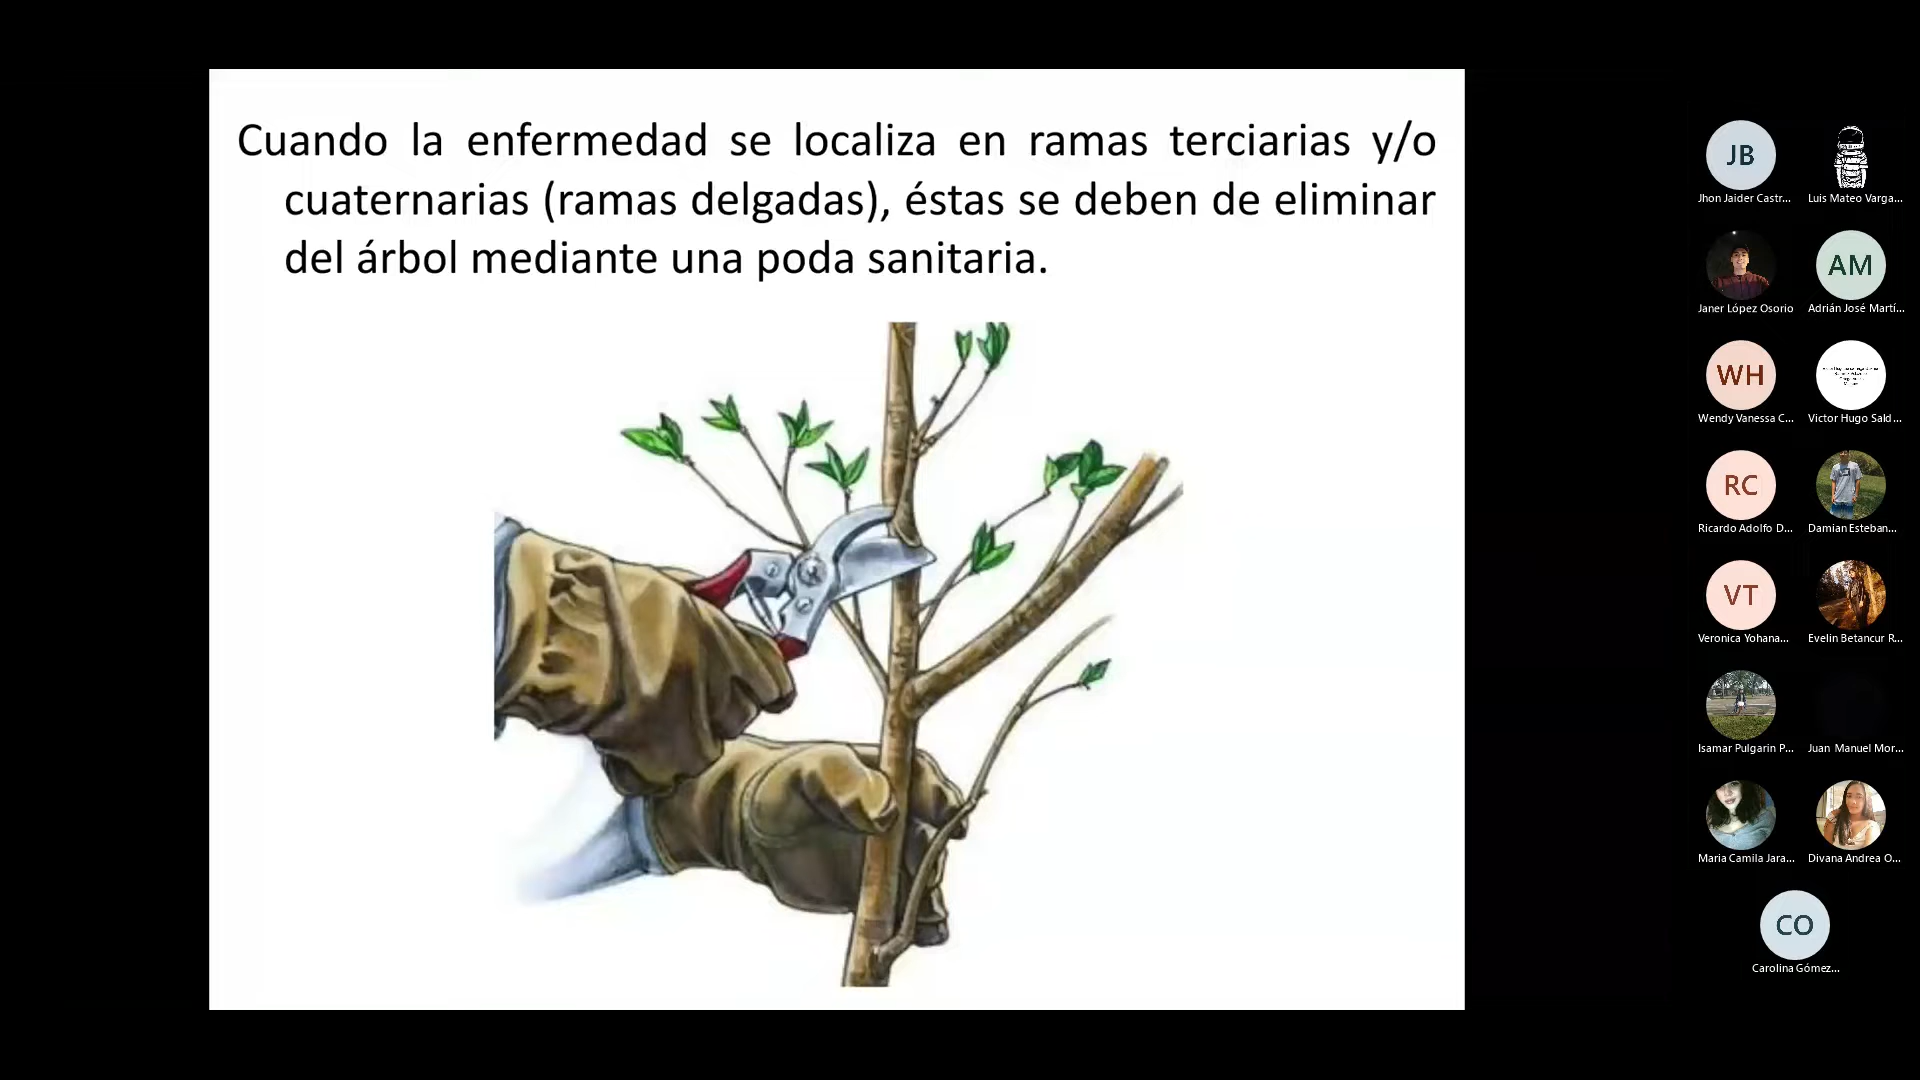 Cuando la enfermedad se localiza en ramas terciarias y/o
cuaternarias (ramas delgadas), éstas se deben de eliminar
del árbol mediante una poda sanitaria.
JB
Jhon Jaider Castr...
Luis Mateo Varga...
Janer López Osorio
AM
Adrián José Martí...
WH
Wendy Vanessa C...
Victor Hugo Sald...
RC
Ricardo Adolfo D...
Damian Esteban...
VT
Veronica Yohana...
Evelin Betancur R...
Isamar Pulgarin P...
Juan Manuel Mor...
Maria Camila Jara...
Divana Andrea O...
CO
Carolina Gómez...